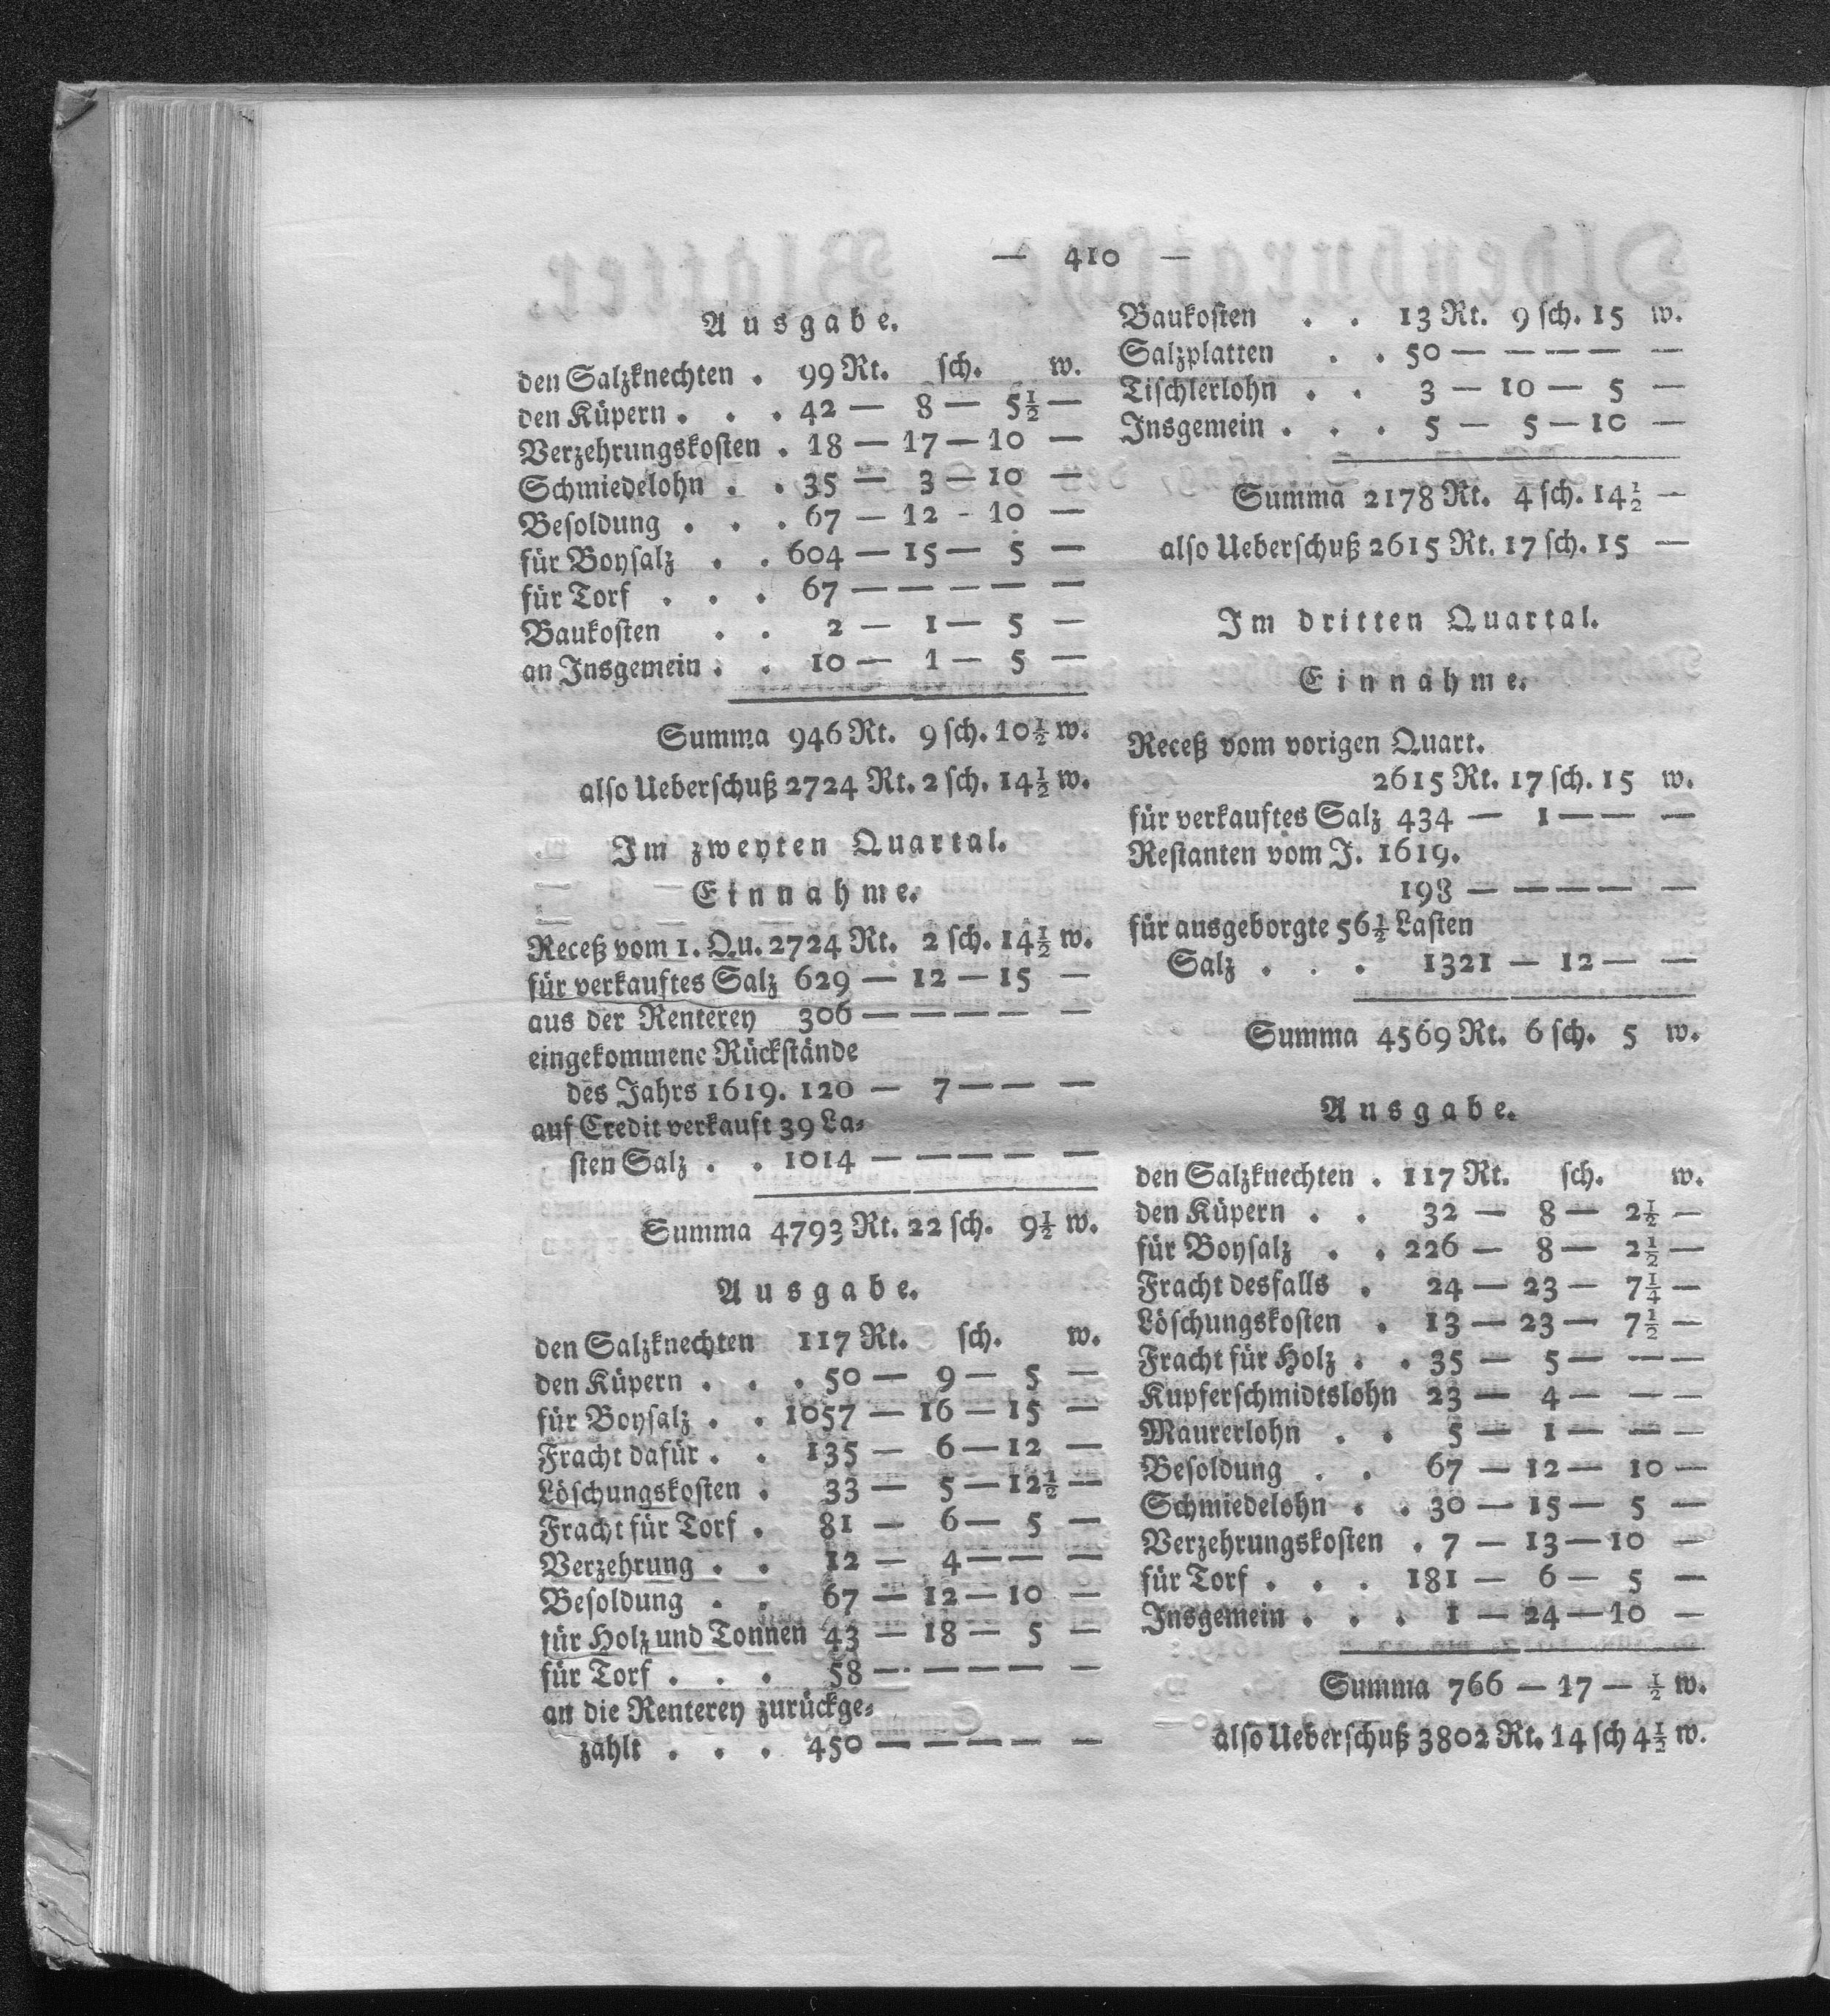 — 410 —
Ausgabe.
den Salzknechten . 99 Rt. sch. w.
den Küpern . . . 42 — 8 — 5½ —
Verzehrungskosten . 18 — 17 — 10 —
Schmiedelohn . . 35 — 3 — 10 —
Besoldung . . . 67 — 12 - 10 —
für Boysalz . . 604 — 15 — 5 —
für Torf . . . 67 — — — — —
Baukosten . . 2 — 1 — 5 —
an Insgemein . . 10 — 1 — 5 —
Summa 946 Rt. 9 sch. 10½ w.
also Ueberschuß 2724 Rt. 2 sch. 14½ w.
Im zweyten Quartal.
Einnahme.
Receß vom 1. Qu. 2724 Rt. 2 sch. 14½ w.
für verkauftes Salz 629 — 12 — 15 —
aus der Renterey 306 — — — — —
eingekommene Rückstände
des Jahrs 1619. 120 — 7 — — —
auf Credit verkauft 39 La-
sten Salz . . 1014 — — — — —
Summa 4793 Rt. 22 sch. 9½ w.
Ausgabe.
den Salzknechten 117 Rt. sch. w.
den Küpern . . . 50 — 9 — 5 —
für Boysalz . . 1057 — 16 — 15 —
Fracht dafür . . 135 — 6 — 12 —
Löschungskosten . 33 — 5 — 12½ —
Fracht für Torf . 81 — 6 — 5 —
Verzehrung . . 12 — 4 — — —
Besoldung . . 67 — 12 — 10 —
für Holz und Tonnen 43 — 18 — 5 —
für Torf . . . 58 — — — — —
an die Renterey zurückge-
zahlt . . . 450 — — — — —
Baukosten . . 13 Rt. 9 sch. 15 w.
Salzplatten . . 50 — — — — —
Tischlerlohn . . 3 — 10 — 5 —
Insgemein . . . 5 — 5 — 10 —
Summa 2178 Rt. 4 sch. 14½ —
also Ueberschuß 2615 Rt. 17 sch. 15 —
Im dritten Quartal.
Einnahme.
Receß vom vorigen Quart.
2615 Rt. 17 sch. 15 w.
für verkauftes Salz 434 — 1 — — —
Restanten vom J. 1619.
198 — — — — —
für ausgeborgte 56½ Lasten
Salz . . . 1321 — 12 — —
Summa 4569 Rt. 6 sch. 5 w.
Ausgabe.
den Salzknechten . 117 Rt. sch. w.
den Küpern . . 32 — 8 — 2½ —
für Boysalz . . 226 — 8 — 2½ —
Fracht desfalls . 24 — 23 — 7¼ —
Löschungskosten . 13 — 23 — 7½ —
Fracht für Holz . . 35 — 5 — — —
Kupferschmidtslohn 23 — 4 — — —
Maurerlohn . . 5 — 1 — — —
Besoldung . . 67 — 12 — 10 —
Schmiedelohn . . 30 — 15 — 5 —
Verzehrungskosten . 7 — 13 — 10 —
für Torf . . . 181 — 6 — 5 —
Insgemein . . . 1 — 24 — 10 —
Summa 766 — 17 — ½ w.
also Ueberschuß 3802 Rt. 14 sch 4½ w.